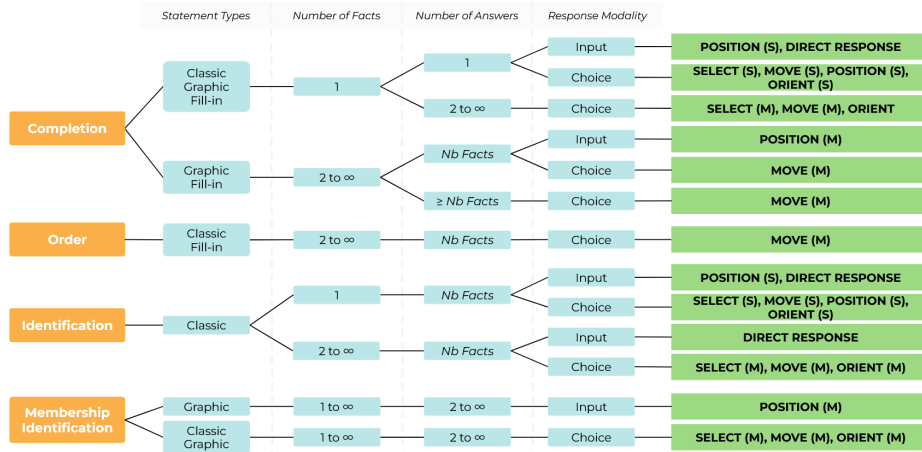 Statement Types
Number of Facts
Number of Answers
Response Modality
Completion
Classic
Graphic
Fill-in
1
1
Input
POSITION (S), DIRECT RESPONSE
Choice
SELECT (S), MOVE (S), POSITION (S),
ORIENT (S)
2 to ∞
Choice
SELECT (M), MOVE (M), ORIENT
Graphic
Fill-in
2 to ∞
Nb Facts
Input
POSITION (M)
Choice
MOVE (M)
≥ Nb Facts
Choice
MOVE (M)
Order
Classic
Fill-in
2 to ∞
Nb Facts
Choice
MOVE (M)
Identification
Classic
1
Nb Facts
Input
POSITION (S), DIRECT RESPONSE
Choice
SELECT (S), MOVE (S), POSITION (S),
ORIENT (S)
2 to ∞
Nb Facts
Input
DIRECT RESPONSE
Choice
SELECT (M), MOVE (M), ORIENT (M)
Membership
Identification
Graphic
1 to ∞
2 to ∞
Input
POSITION (M)
Classic
Graphic
1 to ∞
2 to ∞
Choice
SELECT (M), MOVE (M), ORIENT (M)